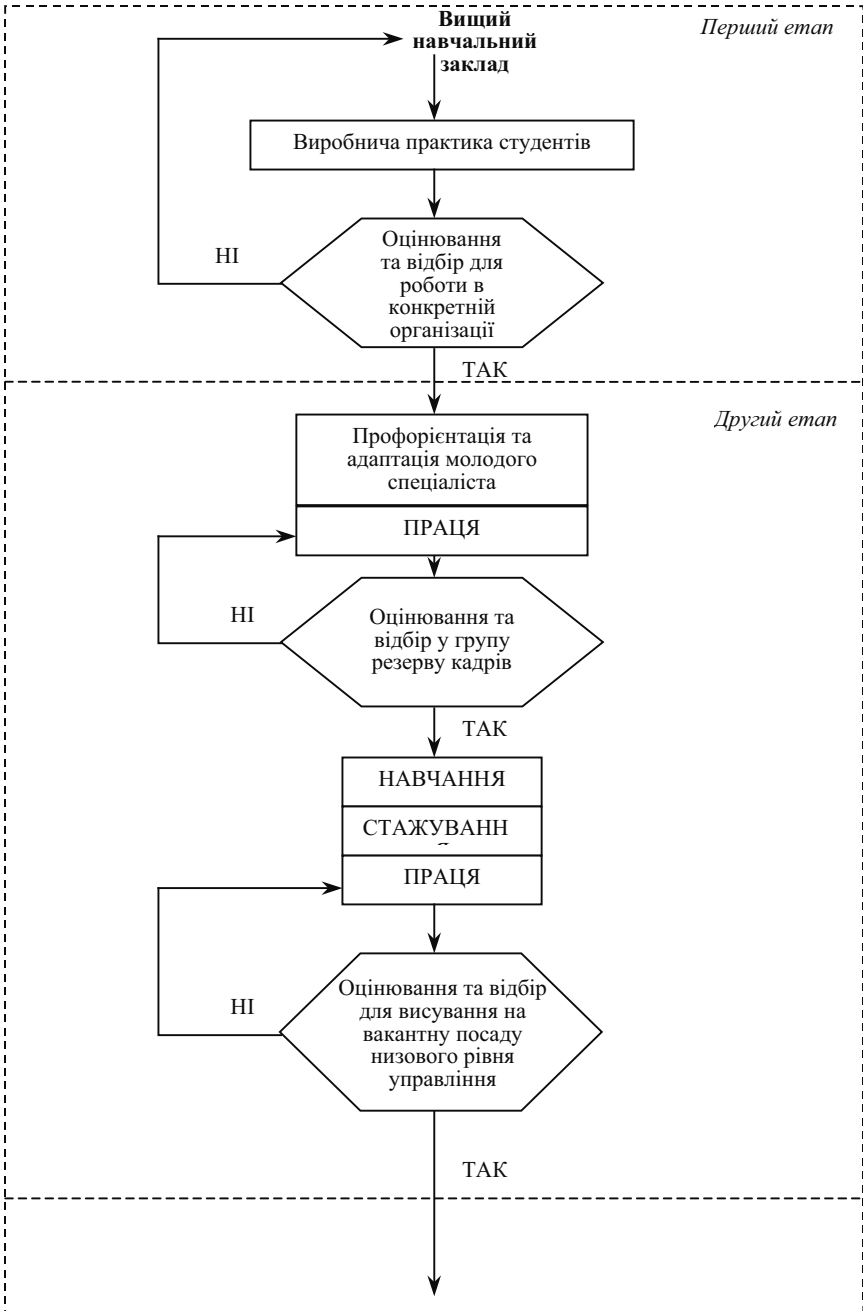 Вищий
навчальний
заклад
Перший етап
Виробнича практика студентів
Оцінювання
та відбір для
роботи в
конкретній
організації
НІ
ТАК
Другий етап
Профорієнтація та
адаптація молодого
спеціаліста
ПРАЦЯ
НІ
Оцінювання та
відбір у групу
резерву кадрів
ТАК
НАВЧАННЯ
СТАЖУВАНН
Я
ПРАЦЯ
НІ
Оцінювання та відбір
для висування на
вакантну посаду
низового рівня
управління
ТАК